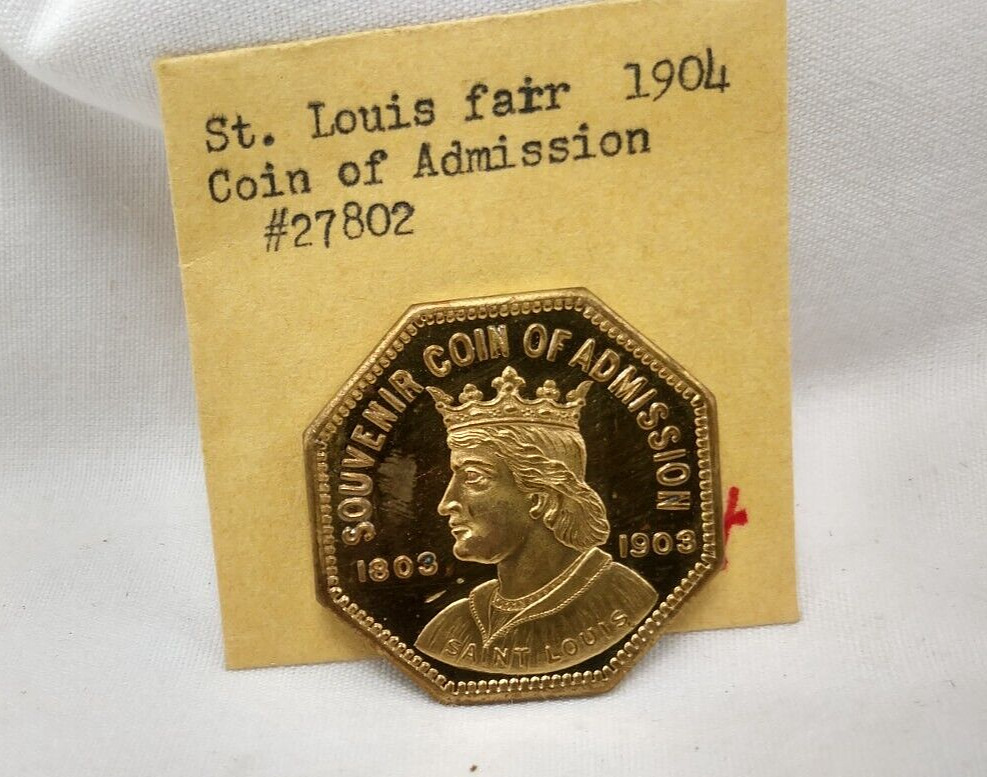 St. Louis fair 1904
Coin of Admission
#27802
SOUVENIR COIN OF ADMISSION
1803 1903
SAINT LOUIS